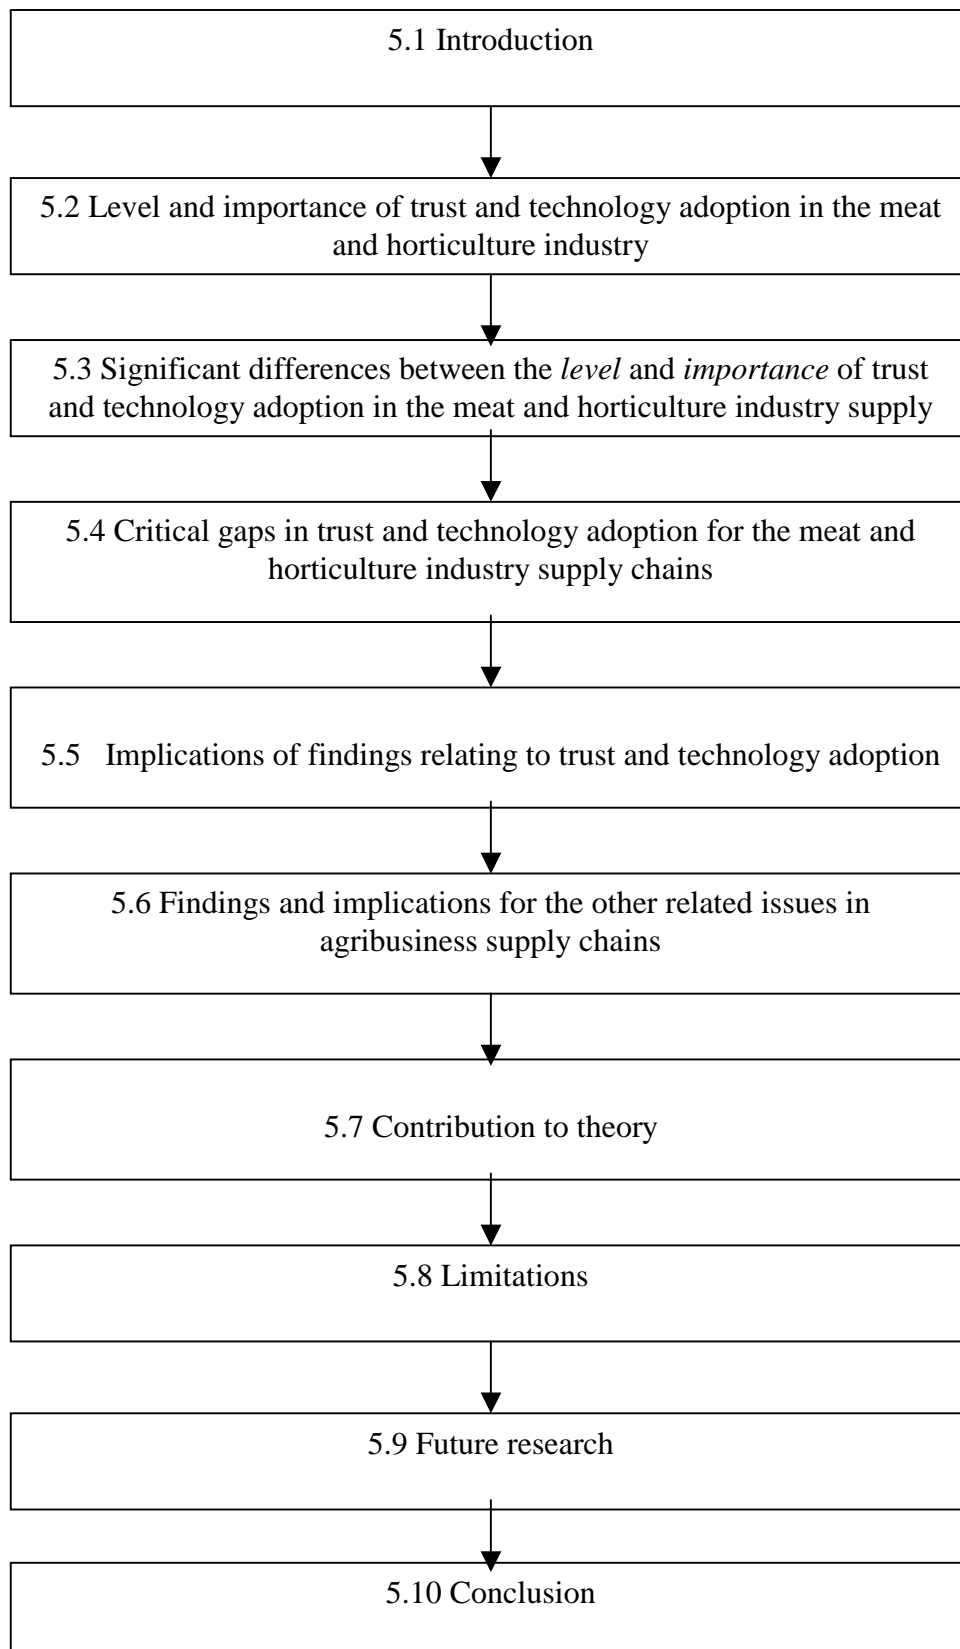 5.1 Introduction
5.2 Level and importance of trust and technology adoption in the meat
and horticulture industry
5.3 Significant differences between the level and importance of trust
and technology adoption in the meat and horticulture industry supply
5.4 Critical gaps in trust and technology adoption for the meat and
horticulture industry supply chains
5.5 Implications of findings relating to trust and technology adoption
5.6 Findings and implications for the other related issues in
agribusiness supply chains
5.7 Contribution to theory
5.8 Limitations
5.9 Future research
5.10 Conclusion